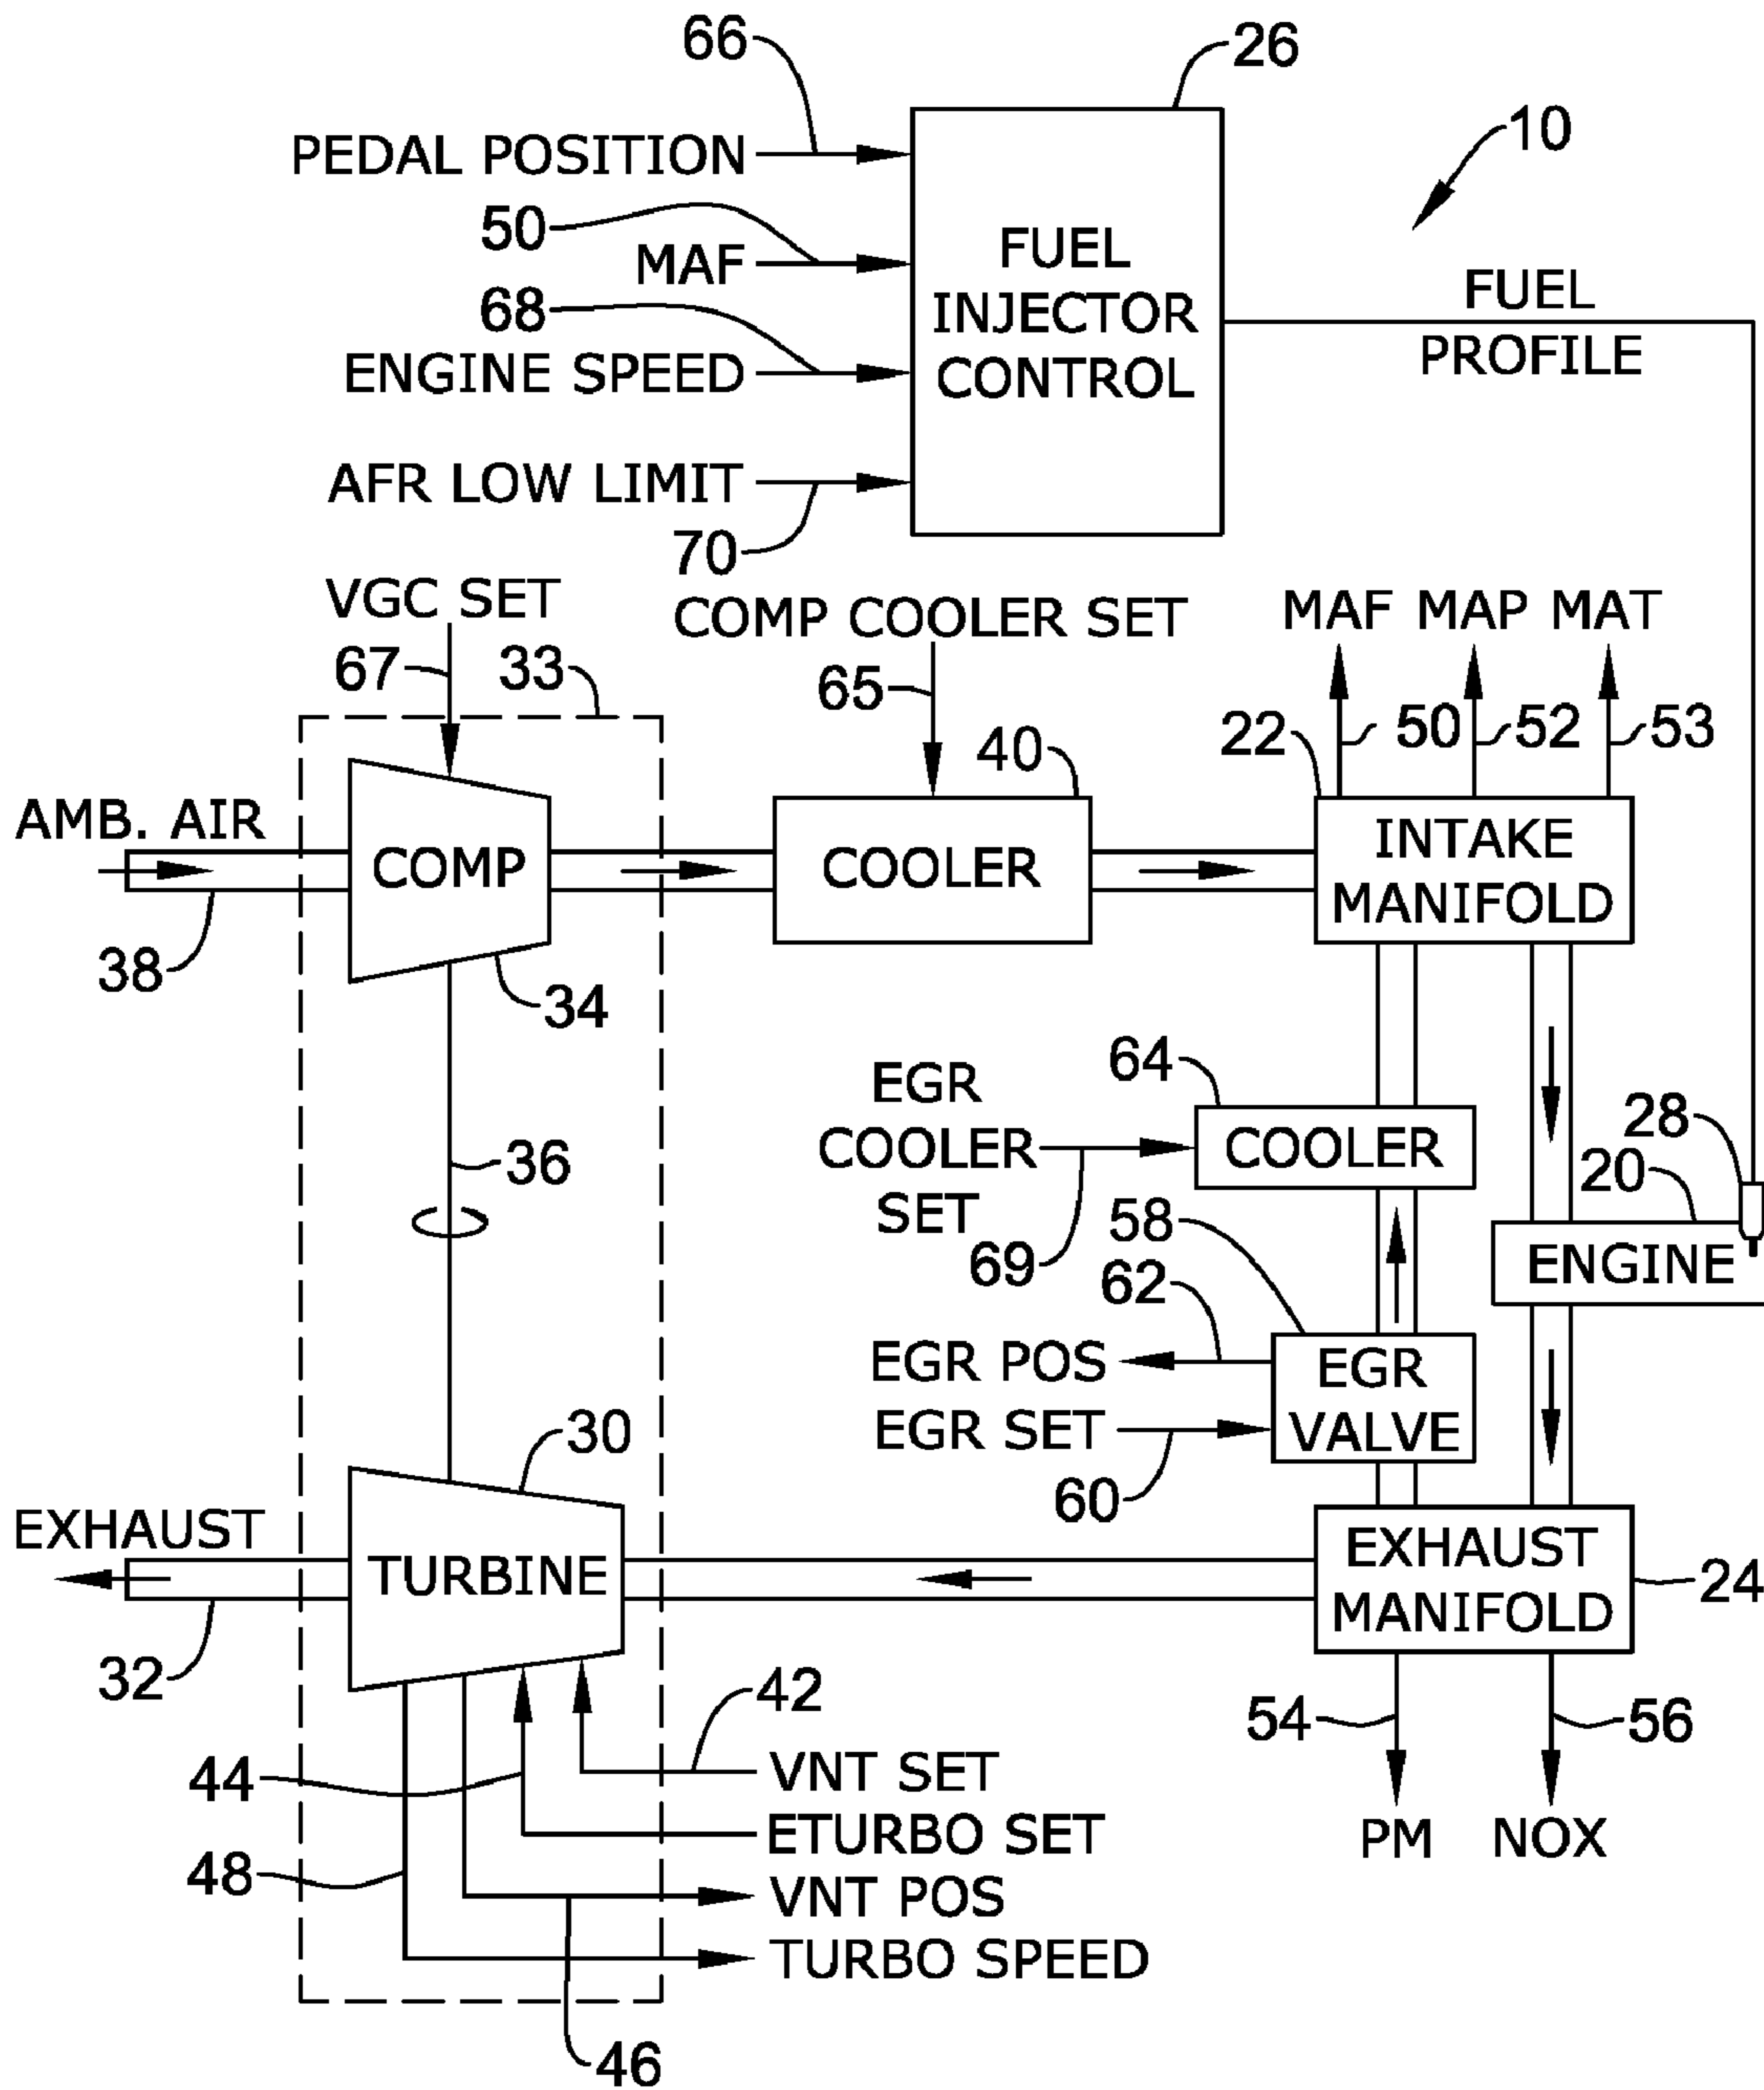 66
26
10
PEDAL POSITION
50
MAF
68
ENGINE SPEED
AFR LOW LIMIT
70
FUEL
INJECTOR
CONTROL
FUEL
PROFILE
VGC SET
67
33
COMP COOLER SET
65
40
MAF MAP MAT
22
50
52
53
AMB. AIR
38
COMP
34
COOLER
INTAKE
MANIFOLD
36
EGR
COOLER
SET
69
64
COOLER
28
20
ENGINE
58
62
EGR POS
EGR SET
60
EGR
VALVE
30
EXHAUST
32
TURBINE
EXHAUST
MANIFOLD
24
54
56
PM
NOX
42
44
48
VNT SET
ETURBO SET
VNT POS
TURBO SPEED
46